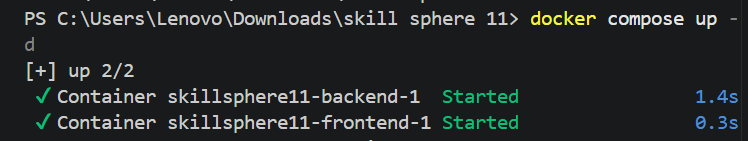 PS C:\Users\Lenovo\Downloads\skill sphere 11> docker compose up -
d
[+] up 2/2
✓ Container skillsphere11-backend-1 Started 1.4s
✓ Container skillsphere11-frontend-1 Started 0.3s